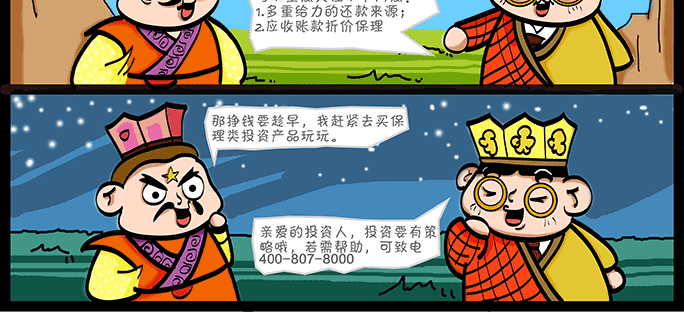 1.多重给力的还款来源；
2.应收账款折价保理
那挣钱要趁早，我赶紧去买保
理类投资产品玩玩。
亲爱的投资人，投资要有策
略哦，若需帮助，可致电
400-807-8000